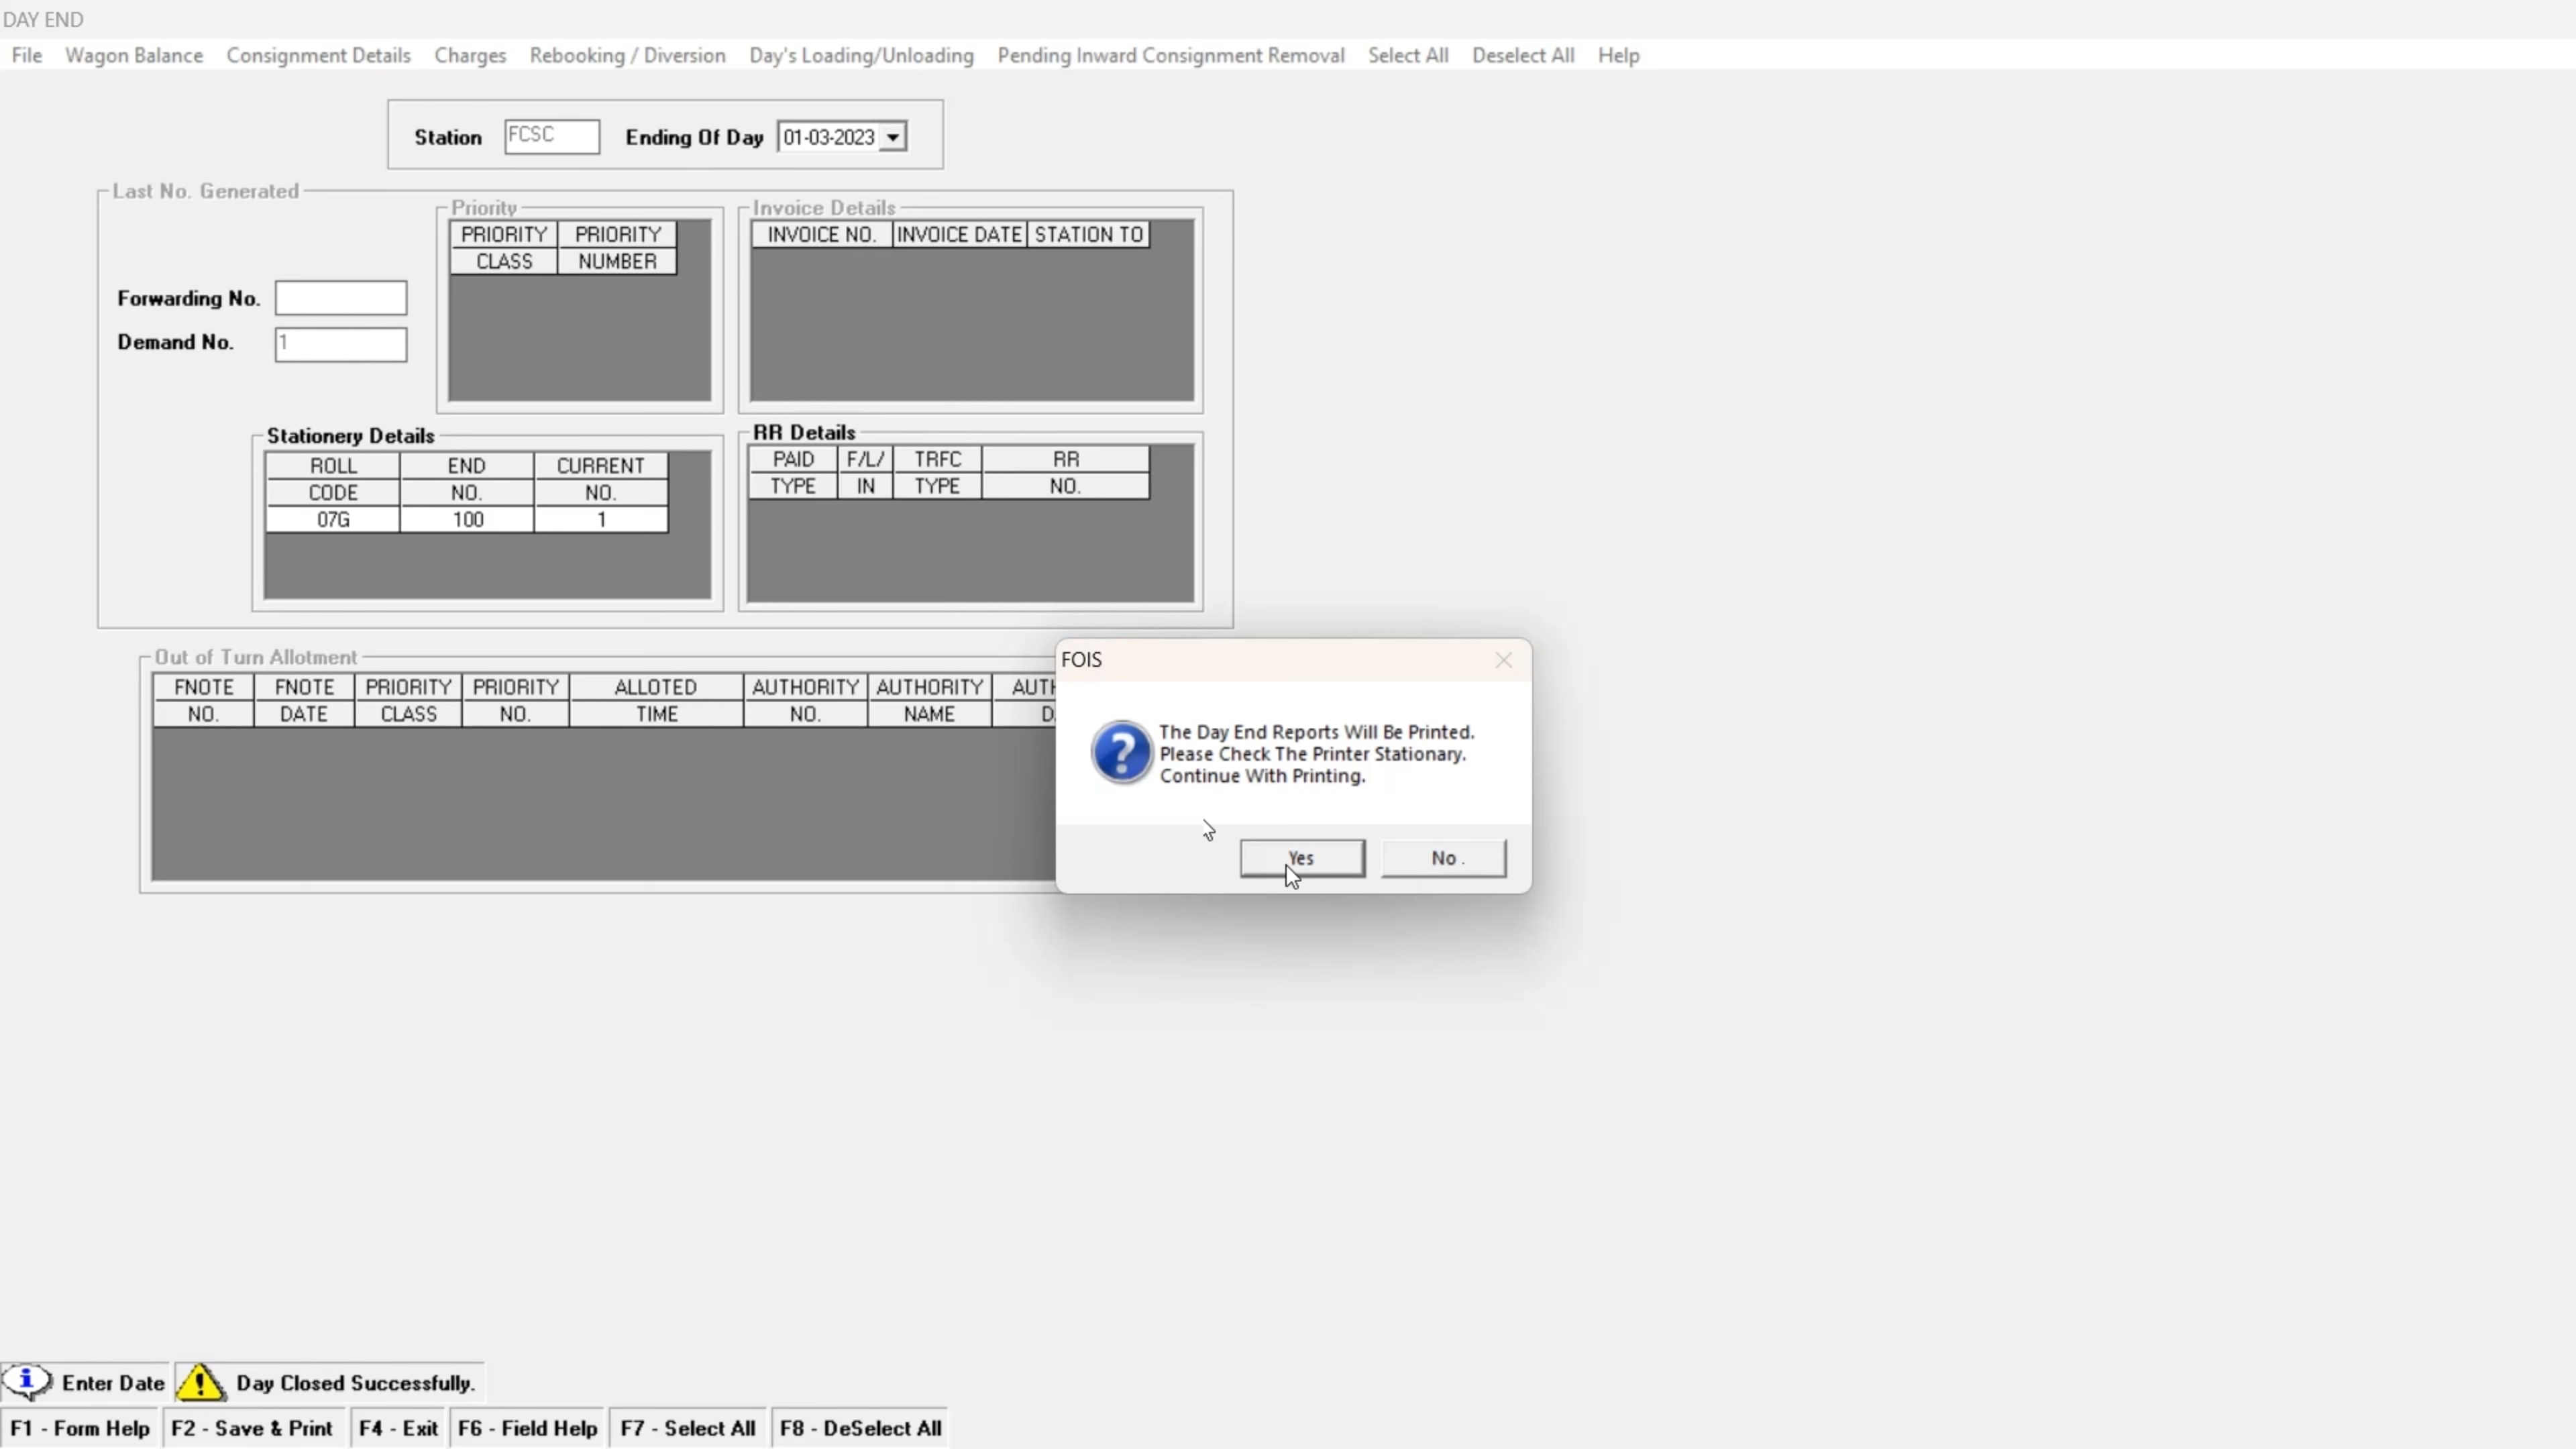 DAY END
File Wagon Balance Consignment Details Charges Rebooking / Diversion Day's Loading/Unloading Pending Inward Consignment Removal Select All Deselect All Help
Station FCSC Ending Of Day 01-03-2023
Last No. Generated
Priority
PRIORITY PRIORITY
CLASS NUMBER
Invoice Details
INVOICE NO. INVOICE DATE STATION TO
Forwarding No.
Demand No. 1
Stationery Details
ROLL END CURRENT
CODE NO. NO.
07G 100 1
RR Details
PAID F/L/ TRFC RR
TYPE IN TYPE NO.
Out of Turn Allotment
FNOTE FNOTE PRIORITY PRIORITY ALLOTED AUTHORITY AUTHORITY
NO. DATE CLASS NO. TIME NO. NAME
FOIS
The Day End Reports Will Be Printed.
Please Check The Printer Stationary.
Continue With Printing.
Yes No .
Enter Date Day Closed Successfully.
F1 - Form Help F2 - Save & Print F4 - Exit F6 - Field Help F7 - Select All F8 - DeSelect All